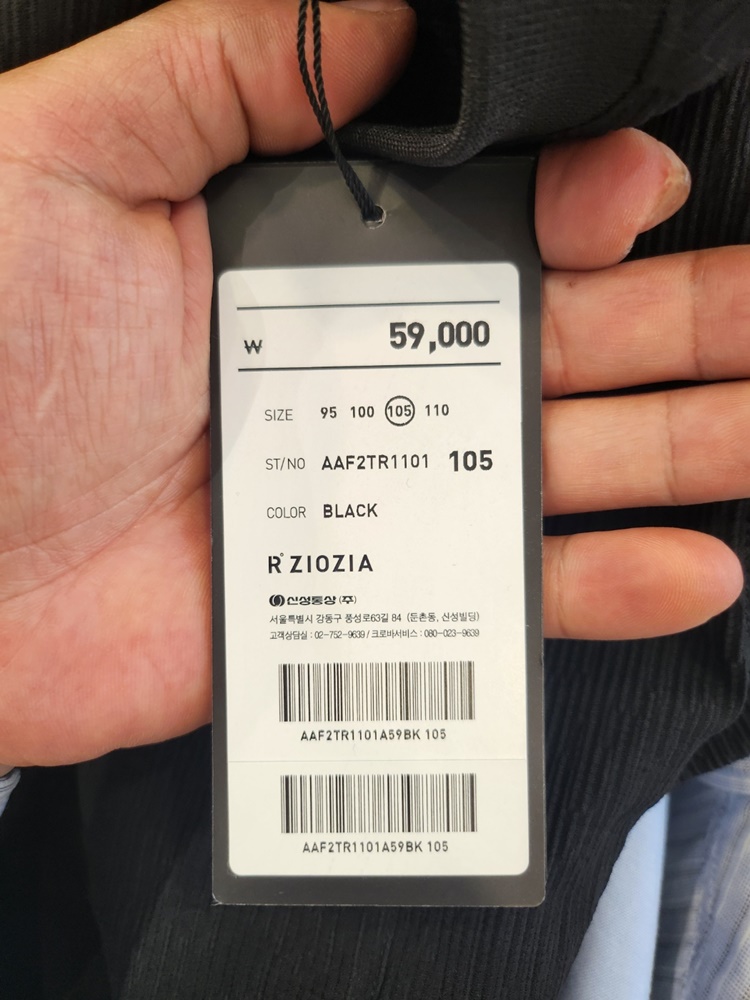 ₩ 59,000
SIZE 95 100 105 110
ST/NO AAF2TR1101 105
COLOR BLACK
R° ZIOZIA
신성통상 (주)
서울특별시 강동구 풍성로63길 84 (둔촌동, 신성빌딩)
고객상담실 : 02-752-9639 / 크로바서비스 : 080-023-9639
AAF2TR1101A59BK 105
AAF2TR1101A59BK 105